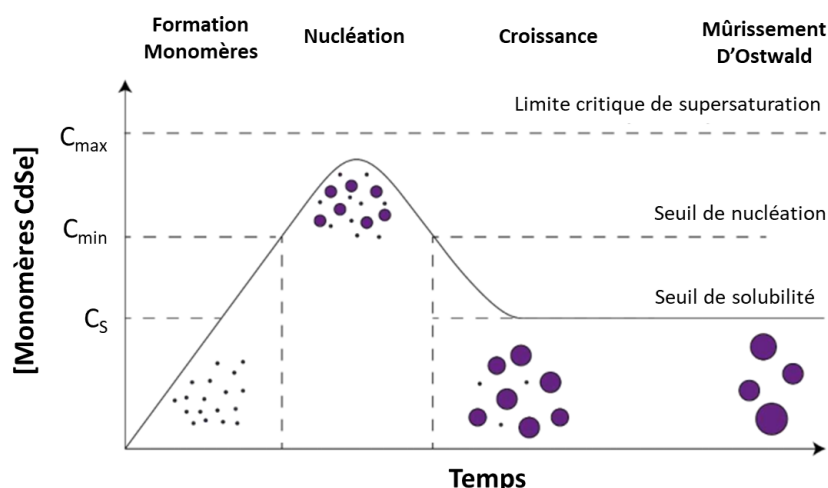 Formation
Monomères
Nucléation
Croissance
Mûrissement
D’Ostwald
Limite critique de supersaturation
Cmax
Seuil de nucléation
Cmin
Seuil de solubilité
CS
[Monomères CdSe]
Temps